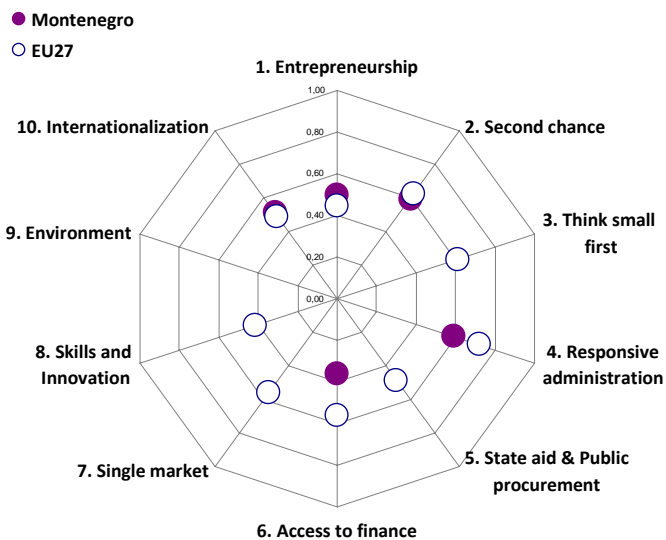 Montenegro
EU27
1. Entrepreneurship
1,00
10. Internationalization
2. Second chance
0,80
0,60
9. Environment
3. Think small
first
0,40
0,20
0,00
8. Skills and
Innovation
4. Responsive
administration
7. Single market
5. State aid & Public
procurement
6. Access to finance